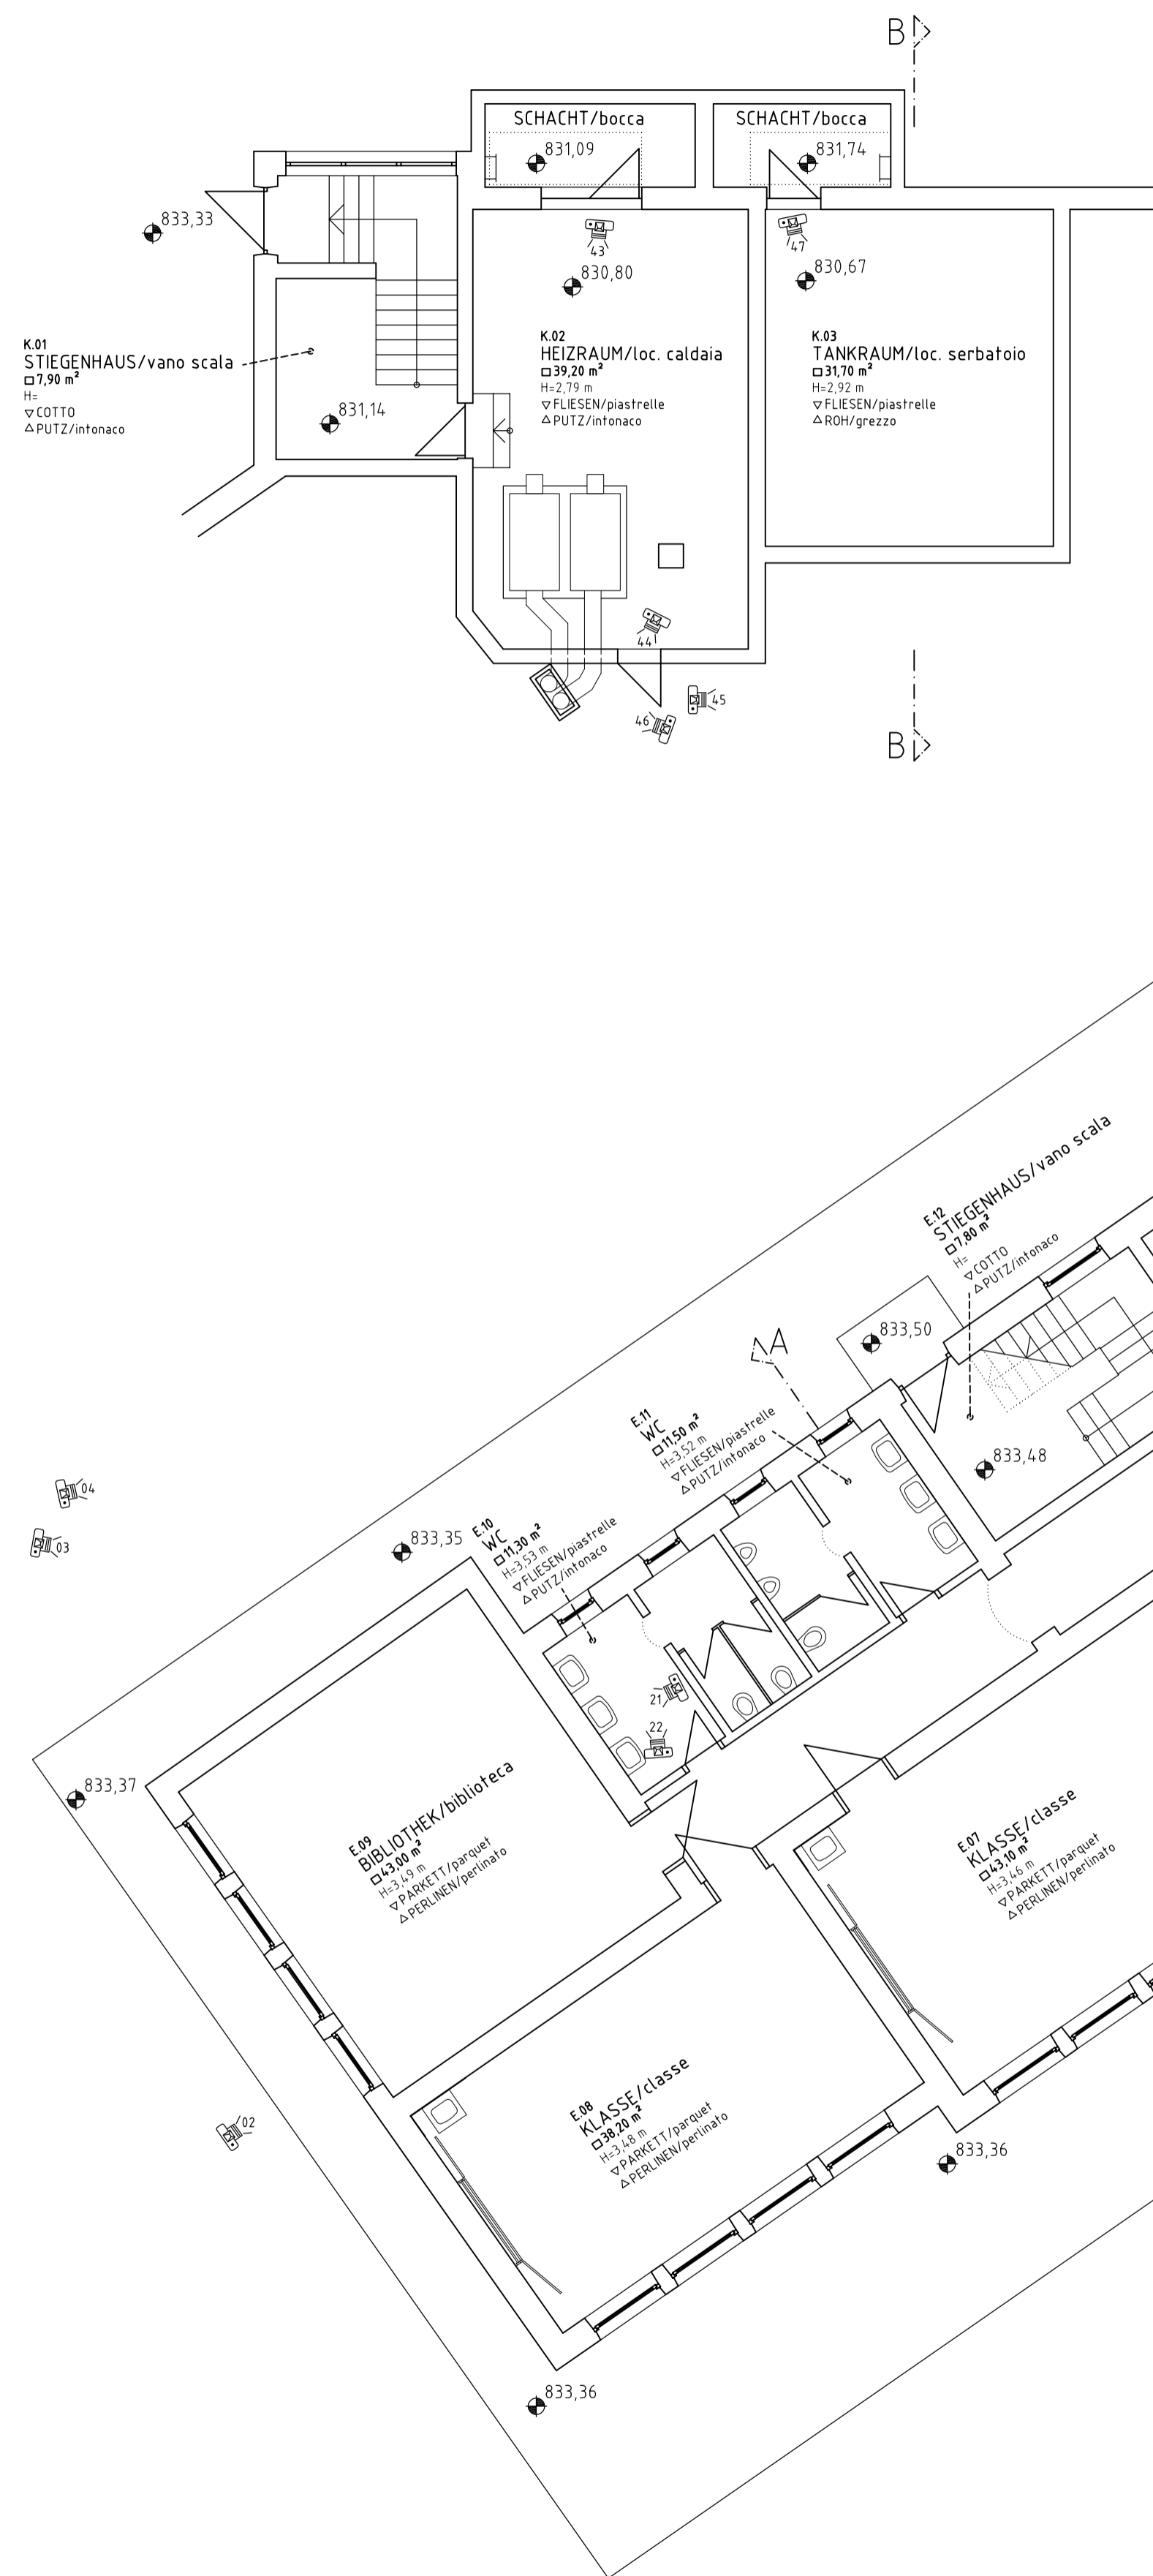 B
SCHACHT/bocca
SCHACHT/bocca
831,09
831,74
833,33
43
47
830,80
830,67
K.01
STIEGENHAUS/vano scala
7,90 m²
H=
COTTO
PUTZ/intonaco
K.02
HEIZRAUM/loc. caldaia
39,20 m²
H=2,79 m
FLIESEN/piastrelle
PUTZ/intonaco
K.03
TANKRAUM/loc. serbatoio
31,70 m²
H=2,92 m
FLIESEN/piastrelle
ROH/grezzo
831,14
44
45
46
B
E.12
STIEGENHAUS/vano scala
7,80 m²
H=
COTTO
PUTZ/intonaco
833,50
A
E.11
WC
11,50 m²
H=3,52 m
FLIESEN/piastrelle
PUTZ/intonaco
833,48
04
03
833,35
E.10
WC
11,30 m²
H=3,53 m
FLIESEN/piastrelle
PUTZ/intonaco
21
22
833,37
E.09
BIBLIOTHEK/biblioteca
43,00 m²
H=3,49 m
PARKETT/parquet
PERLINEN/perlinato
E.07
KLASSE/classe
43,10 m²
H=3,46 m
PARKETT/parquet
PERLINEN/perlinato
02
E.08
KLASSE/classe
38,20 m²
H=3,48 m
PARKETT/parquet
PERLINEN/perlinato
833,36
833,36